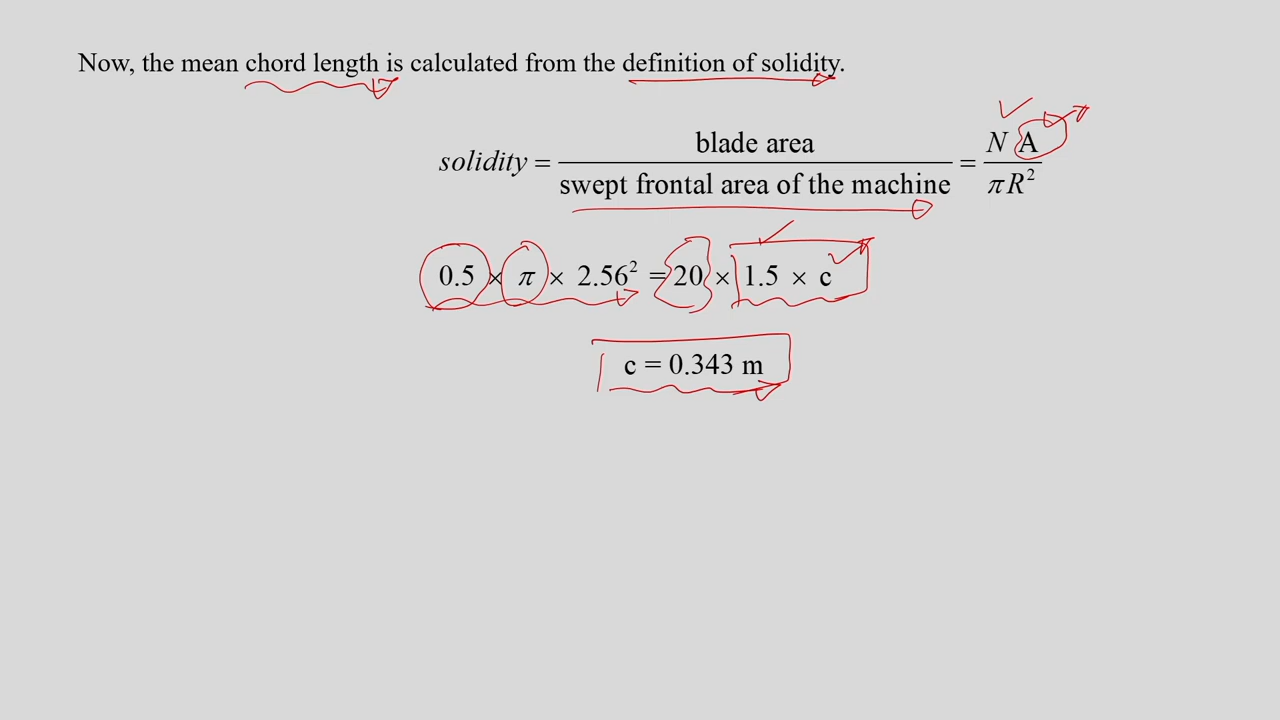 Now, the mean chord length is calculated from the definition of solidity.
solidity = blade area / swept frontal area of the machine = N A / πR²
0.5 × π × 2.56² = 20 × 1.5 × c
c = 0.343 m